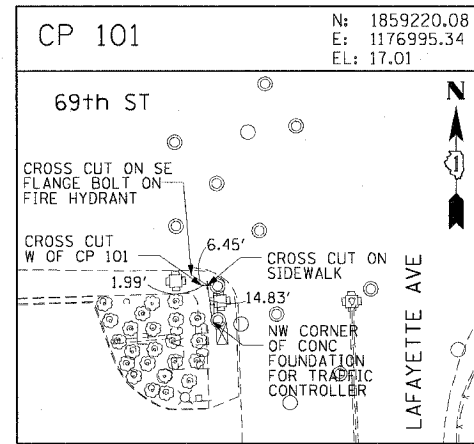 CP 101
N: 1859220.08
E: 1176995.34
EL: 17.01
69th ST
N
CROSS CUT ON SE
FLANGE BOLT ON
FIRE HYDRANT
CROSS CUT
W OF CP 101
6.45'
1.99'
CROSS CUT ON
SIDEWALK
14.83'
NW CORNER
OF CONC
FOUNDATION
FOR TRAFFIC
CONTROLLER
LAFAYETTE AVE